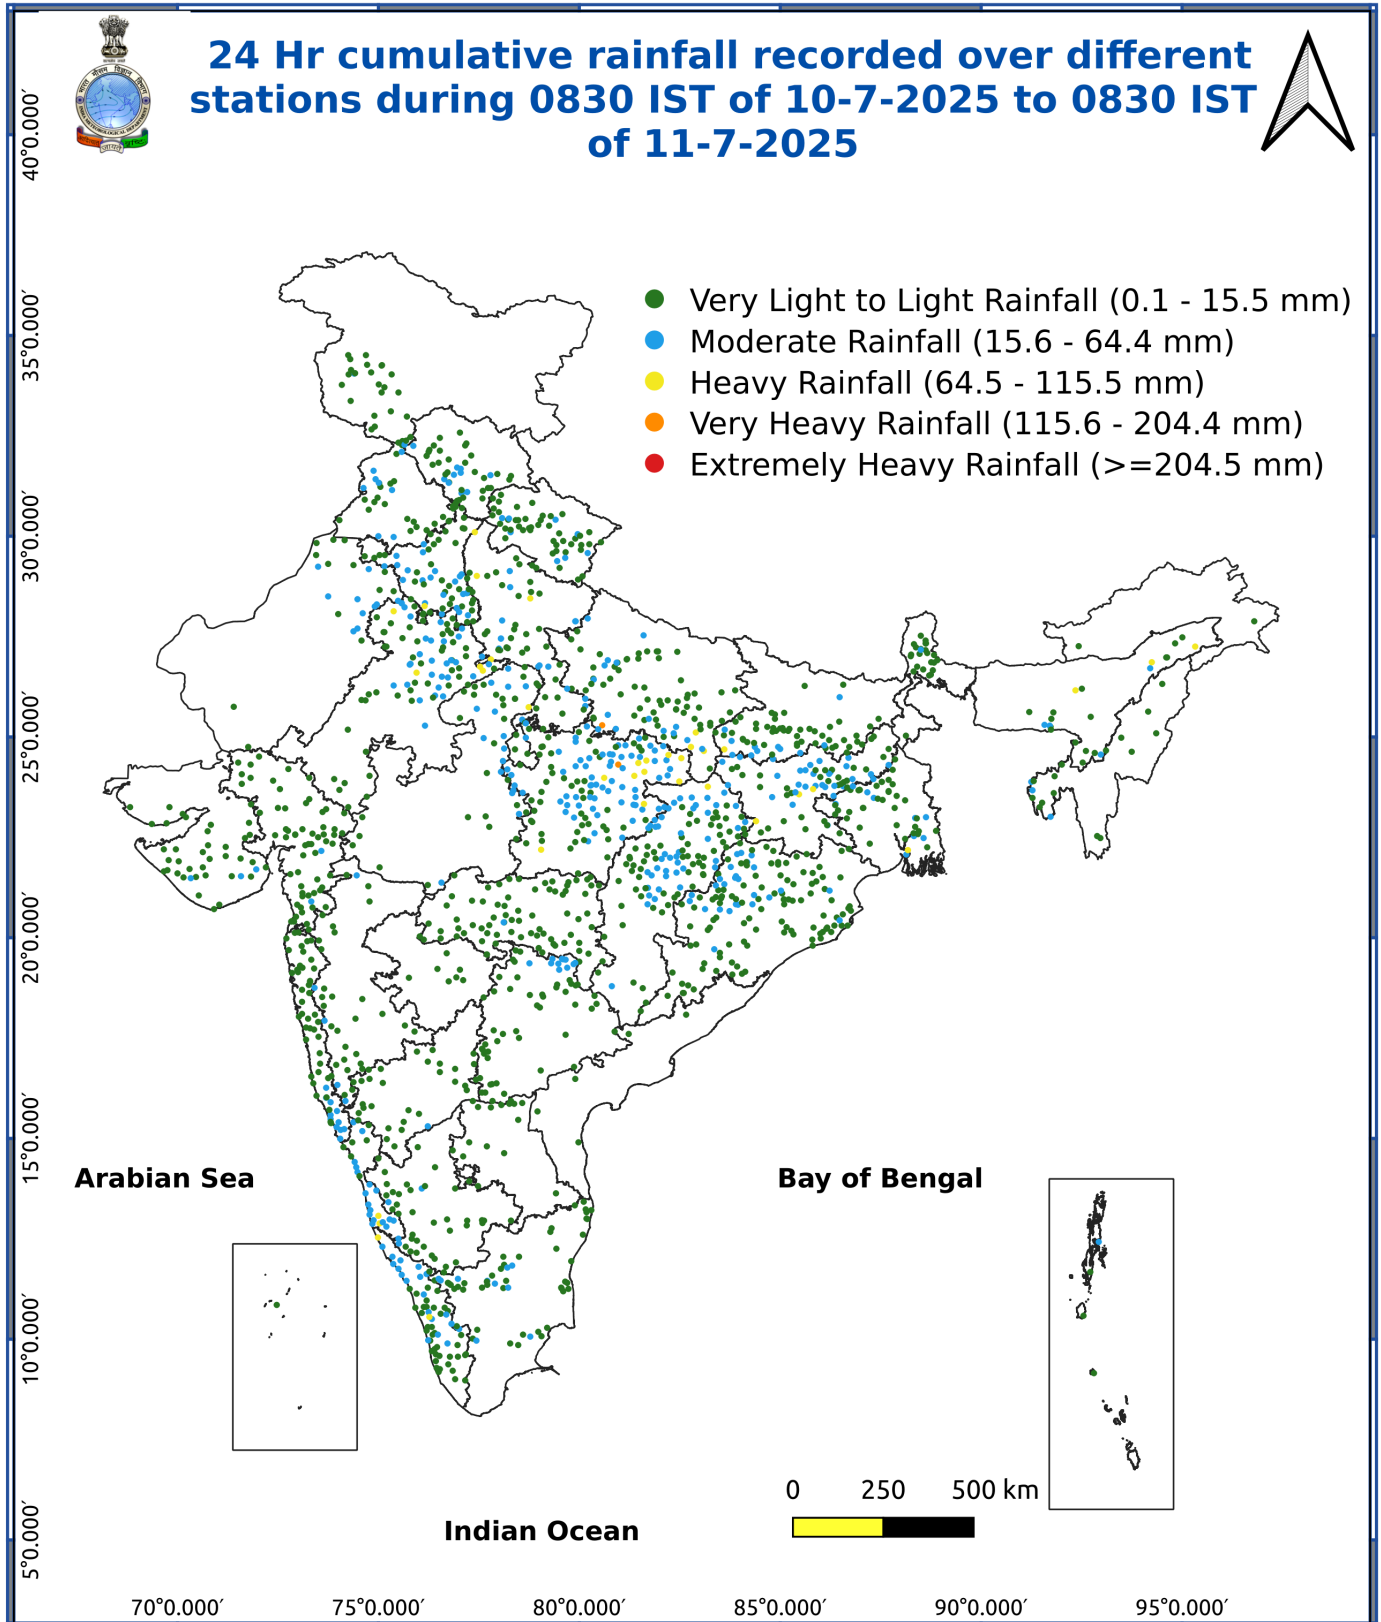 24 Hr cumulative rainfall recorded over different
stations during 0830 IST of 10-7-2025 to 0830 IST
of 11-7-2025
Very Light to Light Rainfall (0.1 - 15.5 mm)
Moderate Rainfall (15.6 - 64.4 mm)
Heavy Rainfall (64.5 - 115.5 mm)
Very Heavy Rainfall (115.6 - 204.4 mm)
Extremely Heavy Rainfall (>=204.5 mm)
40°0.000′
35°0.000′
30°0.000′
25°0.000′
20°0.000′
15°0.000′
10°0.000′
5°0.000′
Arabian Sea
Bay of Bengal
0 250 500 km
Indian Ocean
70°0.000′ 75°0.000′ 80°0.000′ 85°0.000′ 90°0.000′ 95°0.000′